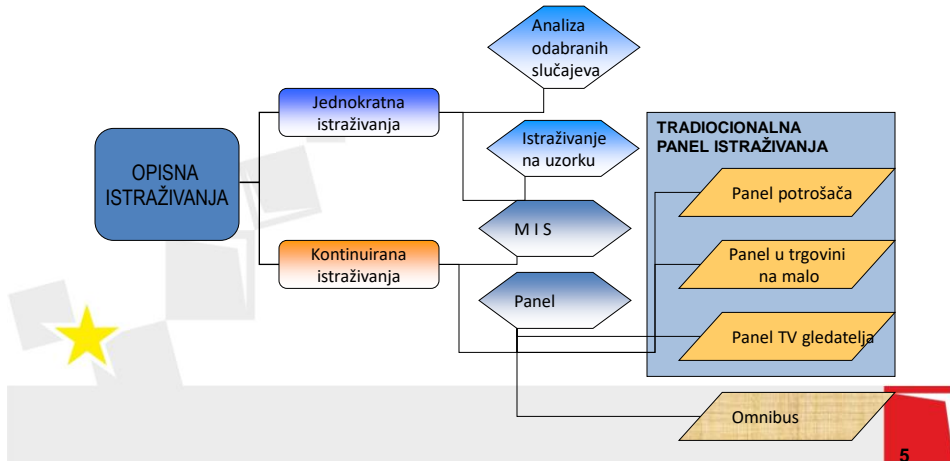 Analiza
odabranih
slučajeva
Jednokratna
istraživanja
OPISNA
ISTRAŽIVANJA
Istraživanje
na uzorku
M I S
Kontinuirana
istraživanja
Panel
TRADIOCIONALNA
PANEL ISTRAŽIVANJA
Panel potrošača
Panel u trgovini
na malo
Panel TV gledatelja
Omnibus
5